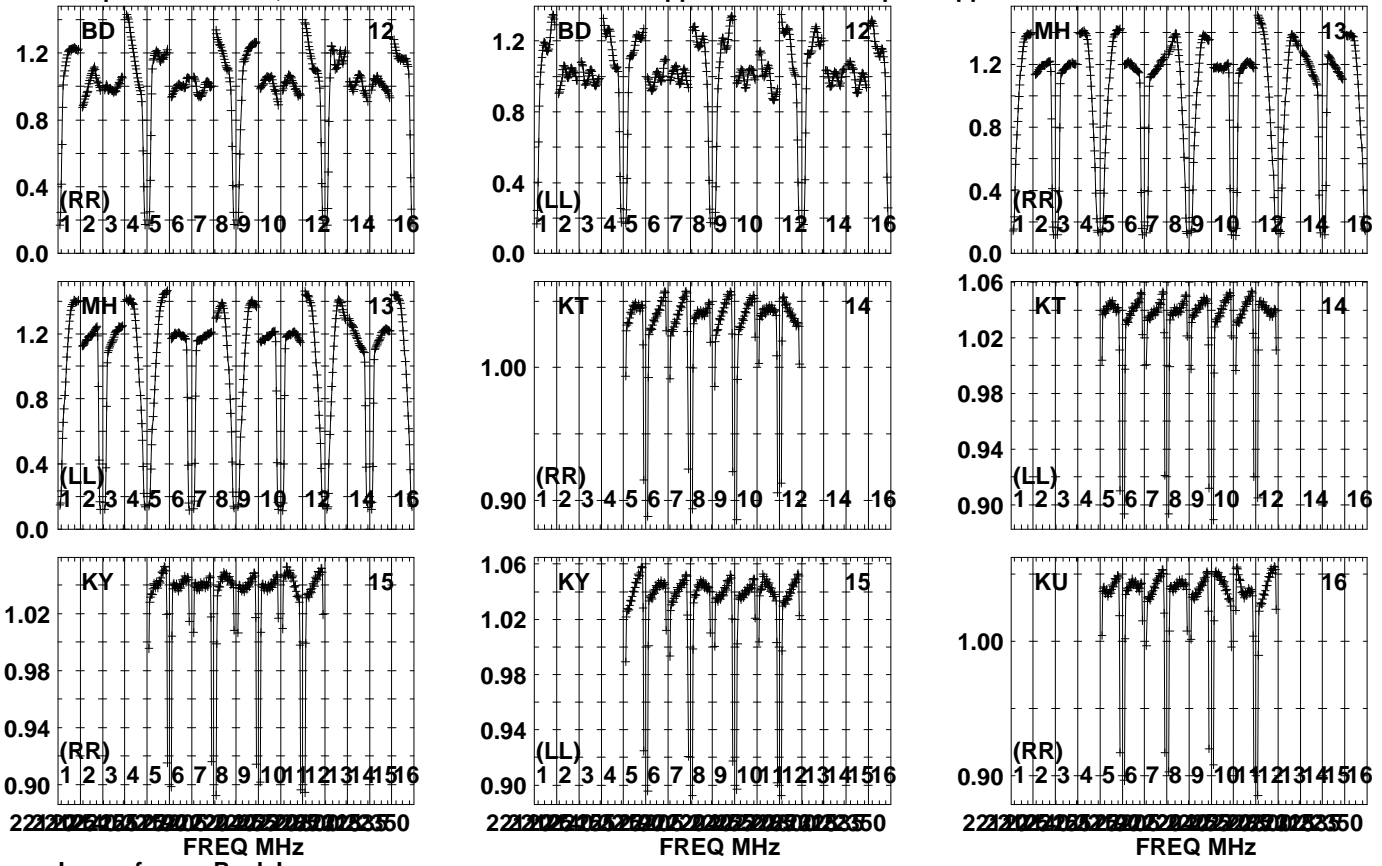 BD 12
1.2
0.8
0.4
(RR)
1 2 3 4 5 6 7 8 9 10 12 14 16
0.0
BD 12
1.2
0.8
0.4
(LL)
1 2 3 4 5 6 7 8 9 10 12 14 16
0.0
MH 13
1.2
0.8
0.4
(RR)
1 2 3 4 5 6 7 8 9 10 12 14 16
0.0
MH 13
1.2
0.8
0.4
(LL)
1 2 3 4 5 6 7 8 9 10 12 14 16
0.0
KT 14
1.00
(RR)
0.90
1 2 3 4 5 6 7 8 9 10 12 14 16
1.06
KT 14
1.02
0.98
0.94
(LL)
0.90
1 2 3 4 5 6 7 8 9 10 12 14 16
KY 15
1.02
0.98
0.94
(RR)
0.90
1 2 3 4 5 6 7 8 9 10 11 12 13 14 15 16
FREQ MHz
1.06
KY 15
1.02
0.98
0.94
(LL)
0.90
1 2 3 4 5 6 7 8 9 10 11 12 13 14 15 16
FREQ MHz
KU 16
1.00
(RR)
0.90
1 2 3 4 5 6 7 8 9 10 11 12 13 14 15 16
FREQ MHz